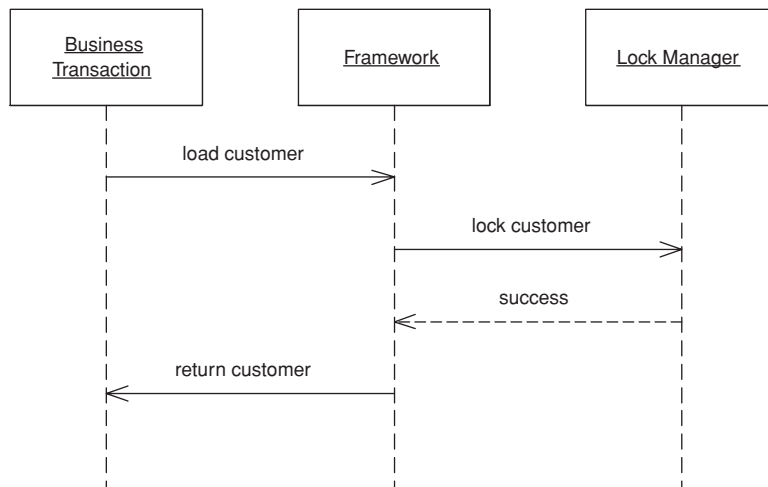 Business
Transaction
Framework
Lock Manager
load customer
lock customer
success
return customer